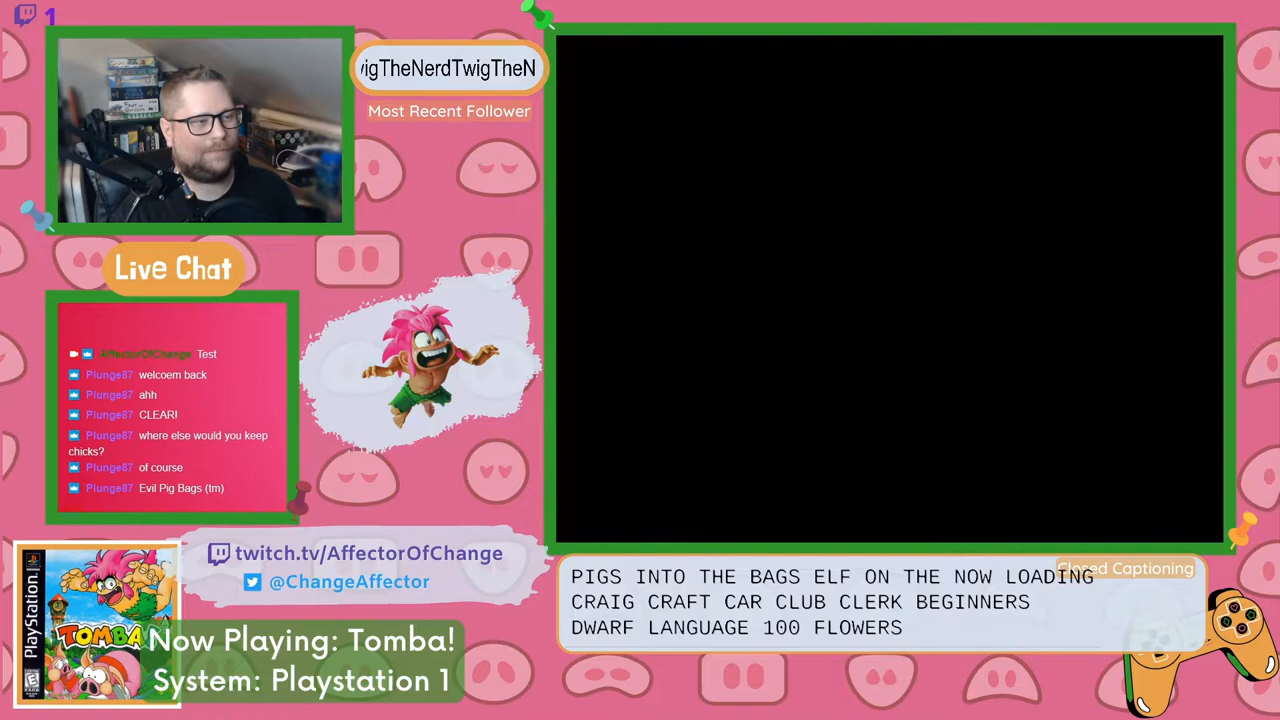 1
vigTheNerdTwigTheN
Most Recent Follower
Live Chat
AffectorOfChange Test
Plunge87 welcoem back
Plunge87 ahh
Plunge87 CLEAR!
Plunge87 where else would you keep
chicks?
Plunge87 of course
Plunge87 Evil Pig Bags (tm)
twitch.tv/AffectorOfChange
@ChangeAffector
PlayStation
TOMBA
Now Playing: Tomba!
System: Playstation 1
Closed Captioning
PIGS INTO THE BAGS ELF ON THE NOW LOADING
CRAIG CRAFT CAR CLUB CLERK BEGINNERS
DWARF LANGUAGE 100 FLOWERS